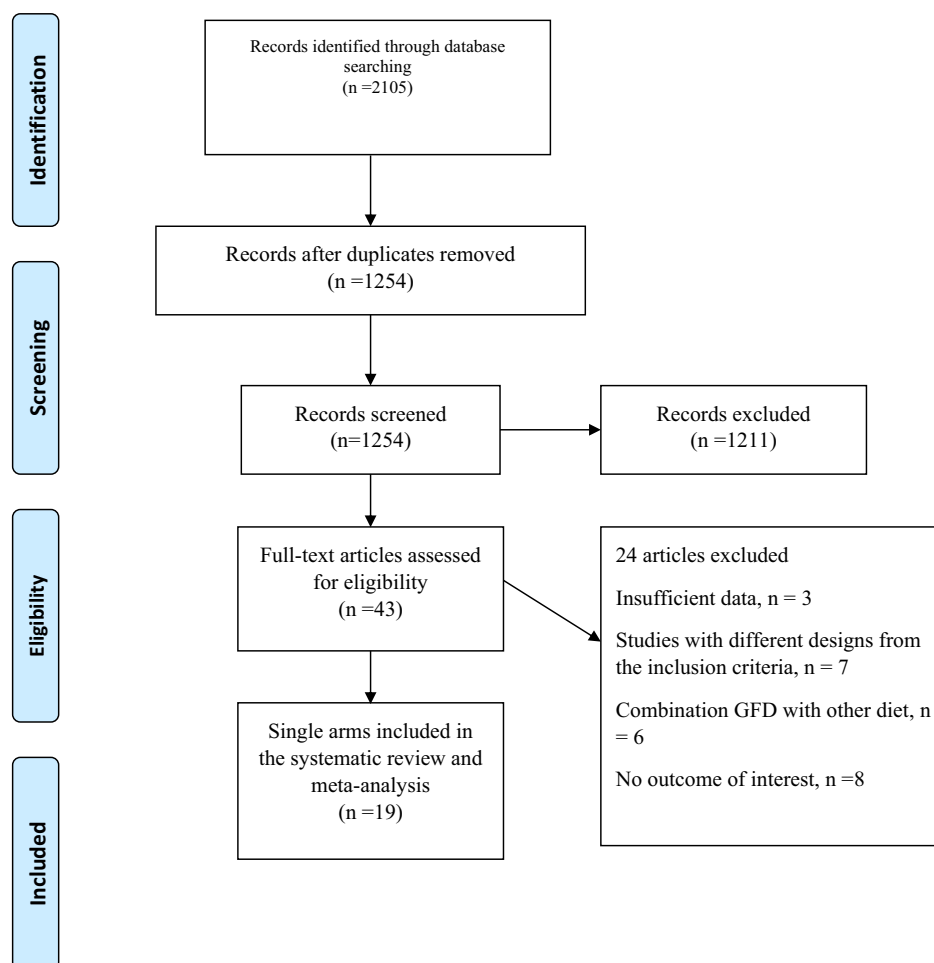 Identification
Records identified through database
searching
(n =2105)
Records after duplicates removed
(n =1254)
Screening
Records screened
(n=1254)
Records excluded
(n =1211)
Eligibility
Full-text articles assessed
for eligibility
(n =43)
24 articles excluded
Insufficient data, n = 3
Studies with different designs from
the inclusion criteria, n = 7
Combination GFD with other diet, n
= 6
No outcome of interest, n =8
Included
Single arms included in
the systematic review and
meta-analysis
(n =19)